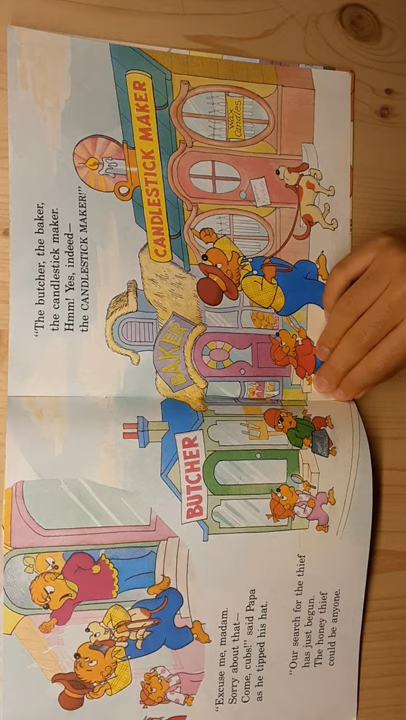 "Excuse me, madam.
Sorry about that—
Come, cubs!" said Papa
as he tipped his hat.
"Our search for the thief
has just begun.
The honey thief
could be anyone.
"The butcher, the baker,
the candlestick maker.
Hmm! Yes, indeed—
the CANDLESTICK MAKER!"
BUTCHER
BAKER
CANDLESTICK MAKER
wax
candles